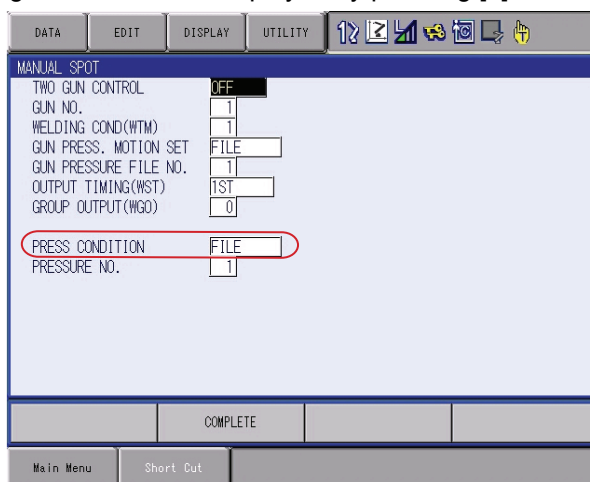 DATA EDIT DISPLAY UTILITY
MANUAL SPOT
TWO GUN CONTROL OFF
GUN NO. 1
WELDING COND(WTM) 1
GUN PRESS. MOTION SET FILE
GUN PRESSURE FILE NO. 1
OUTPUT TIMING(WST) 1ST
GROUP OUTPUT(WGO) 0
PRESS CONDITION FILE
PRESSURE NO. 1
COMPLETE
Main Menu Short Cut